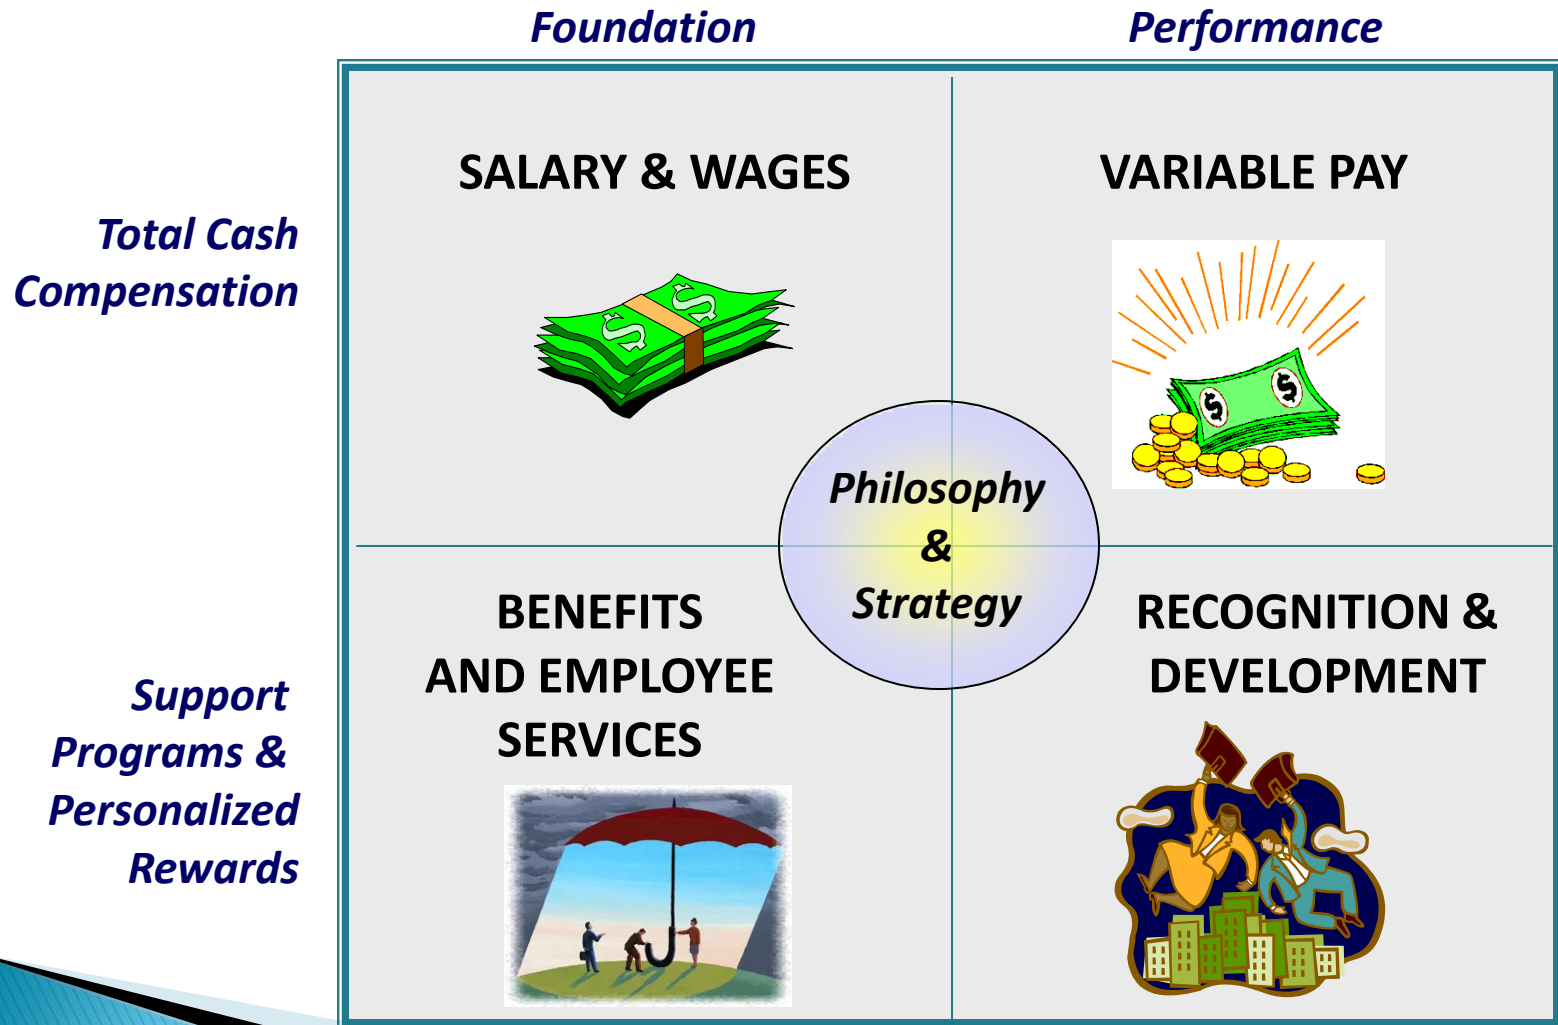 Foundation
Performance
SALARY & WAGES
VARIABLE PAY
Total Cash
Compensation
$ $
$ $
Philosophy
&
Strategy
BENEFITS
AND EMPLOYEE
SERVICES
RECOGNITION &
DEVELOPMENT
Support
Programs &
Personalized
Rewards